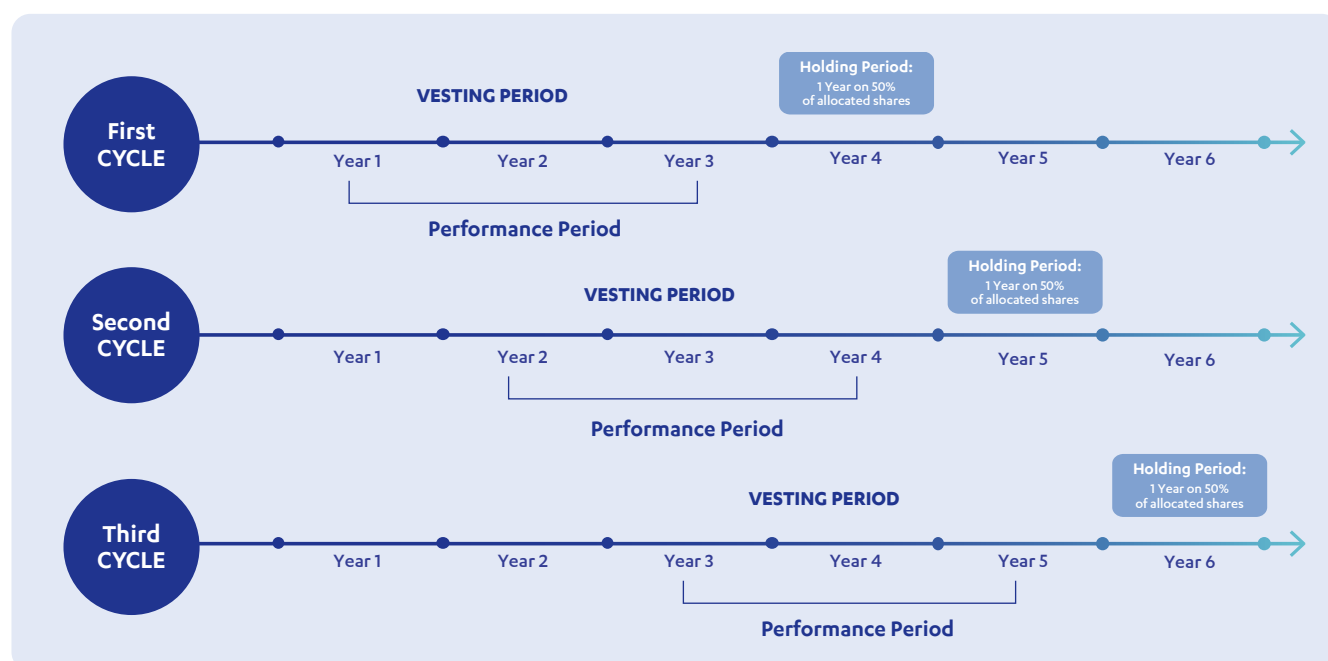 Holding Period:
1 Year on 50%
of allocated shares
VESTING PERIOD
First
CYCLE
Year 1
Year 2
Year 3
Year 4
Year 5
Year 6
Performance Period
Holding Period:
1 Year on 50%
of allocated shares
VESTING PERIOD
Second
CYCLE
Year 1
Year 2
Year 3
Year 4
Year 5
Year 6
Performance Period
Holding Period:
1 Year on 50%
of allocated shares
VESTING PERIOD
Third
CYCLE
Year 1
Year 2
Year 3
Year 4
Year 5
Year 6
Performance Period